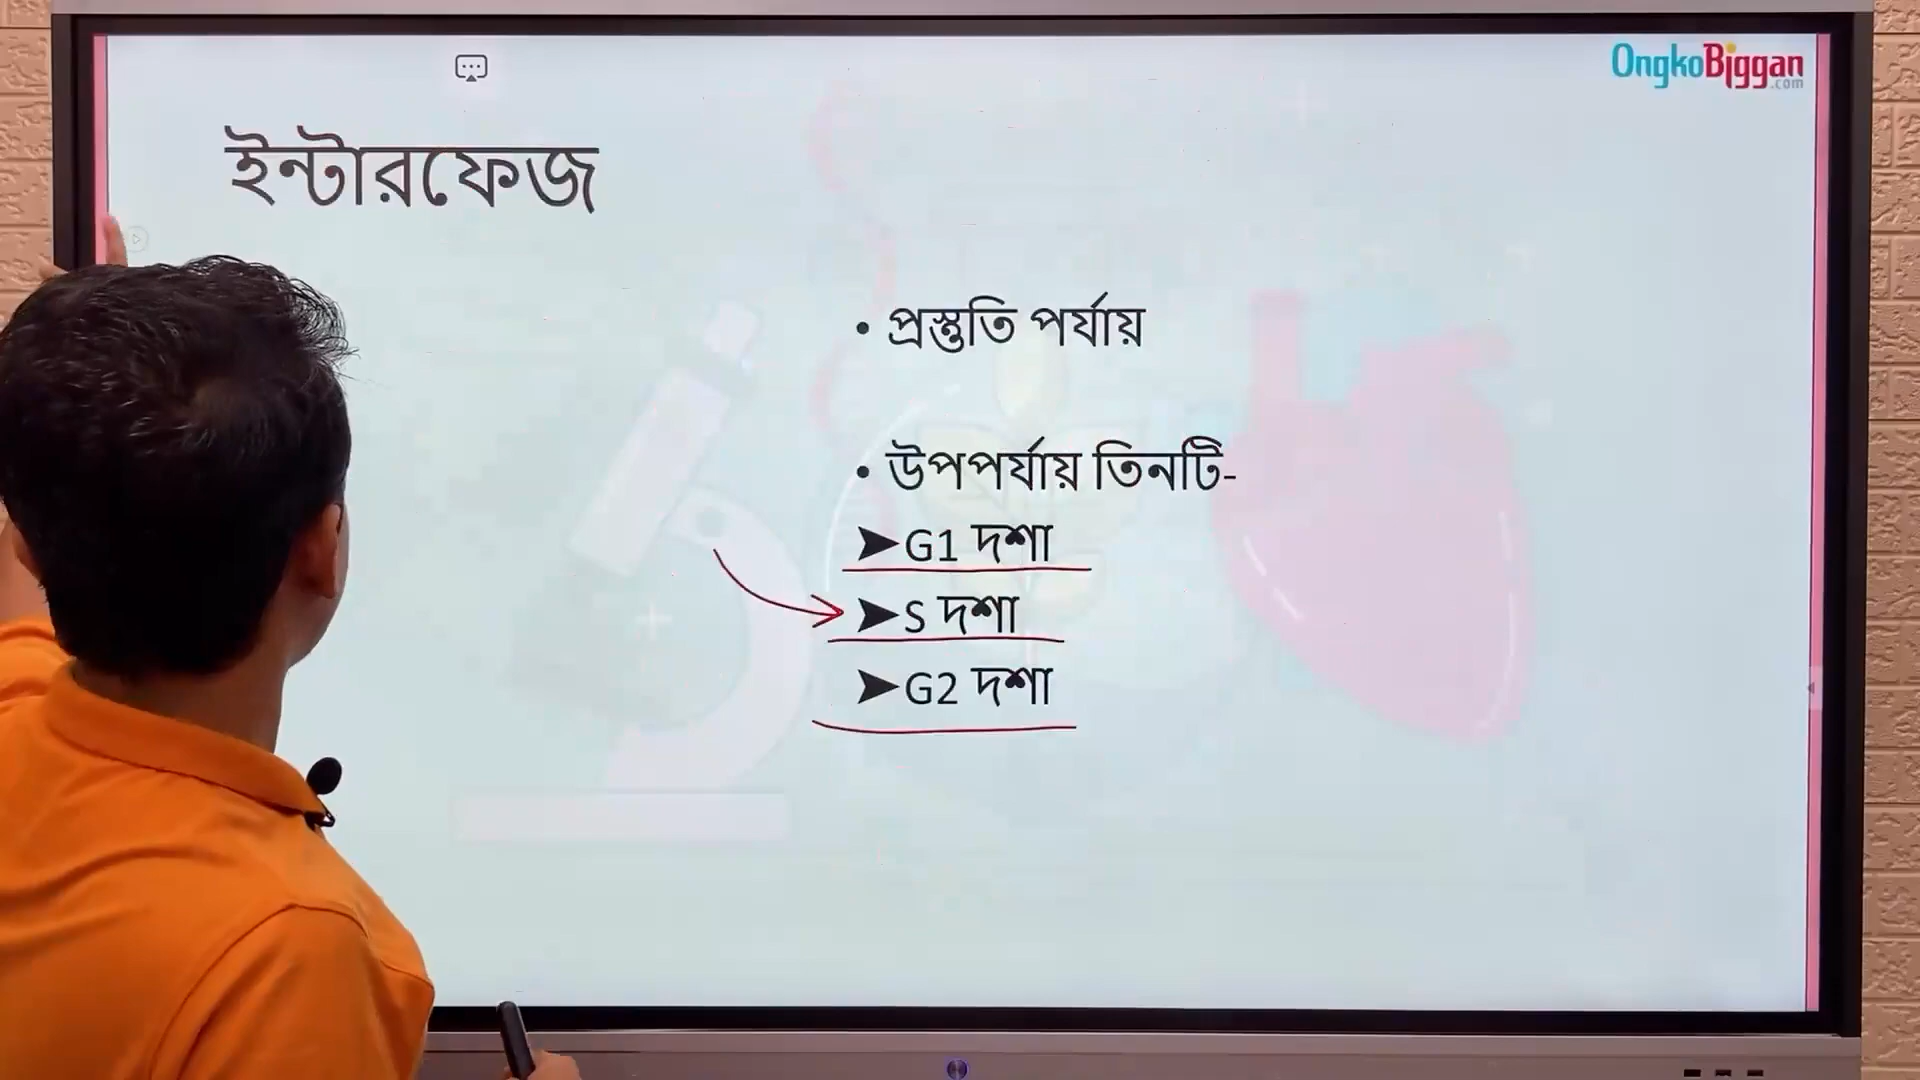 OngkoBiggan
.com
ইন্টারফেজ
• প্রস্তুতি পর্যায়
• উপপর্যায় তিনটি-
➤G1 দশা
➤S দশা
➤G2 দশা